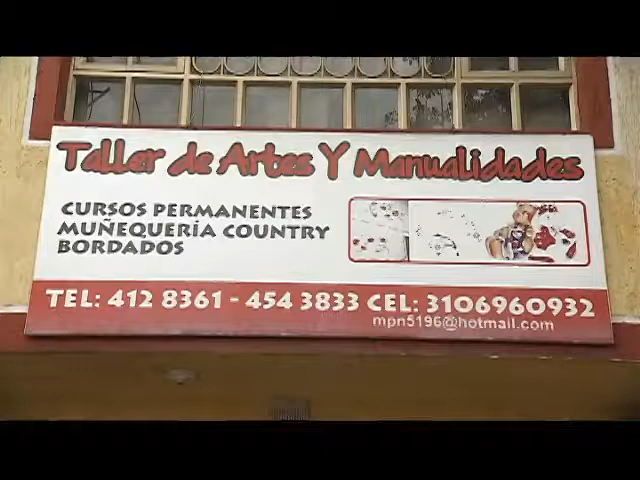 Taller de Artes Y Manualidades
CURSOS PERMANENTES
MUÑEQUERÍA COUNTRY
BORDADOS
TEL: 412 8361 - 454 3833 CEL: 3106960932
mpn5196@hotmail.com